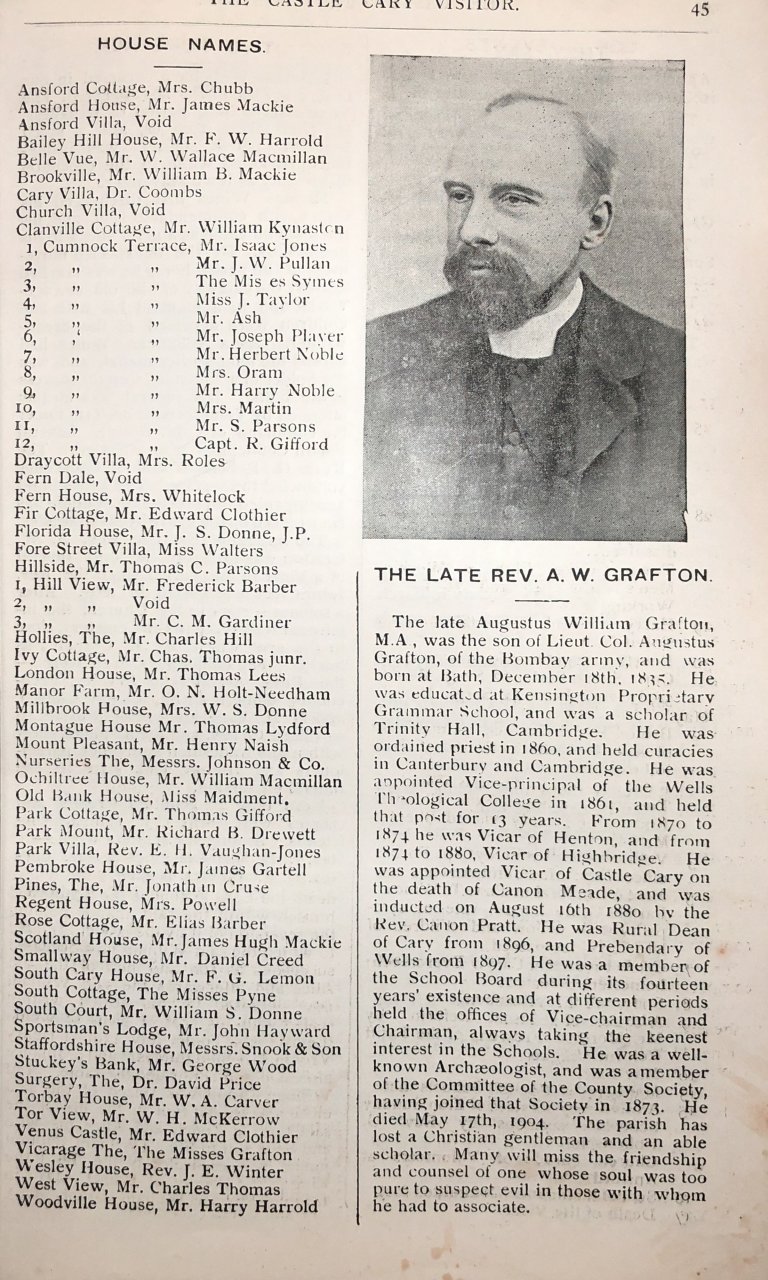 THE CASTLE CARY VISITOR.
45
HOUSE NAMES.
Ansford Cottage, Mrs. Chubb
Ansford House, Mr. James Mackie
Ansford Villa, Void
Bailey Hill House, Mr. F. W. Harrold
Belle Vue, Mr. W. Wallace Macmillan
Brookville, Mr. William B. Mackie
Cary Villa, Dr. Coombs
Church Villa, Void
Clanville Cottage, Mr. William Kynaston
1, Cumnock Terrace, Mr. Isaac Jones
2, ,, ,, Mr. J. W. Pullan
3, ,, ,, The Mis es Symes
4, ,, ,, Miss J. Taylor
5, ,, ,, Mr. Ash
6, ,, ,, Mr. Joseph Player
7, ,, ,, Mr. Herbert Noble
8, ,, ,, Mrs. Oram
9, ,, ,, Mr. Harry Noble
10, ,, ,, Mrs. Martin
11, ,, ,, Mr. S. Parsons
12, ,, ,, Capt. R. Gifford
Draycott Villa, Mrs. Roles
Fern Dale, Void
Fern House, Mrs. Whitelock
Fir Cottage, Mr. Edward Clothier
Florida House, Mr. J. S. Donne, J.P.
Fore Street Villa, Miss Walters
Hillside, Mr. Thomas C. Parsons
1, Hill View, Mr. Frederick Barber
2, ,, ,, Void
3, ,, ,, Mr. C. M. Gardiner
Hollies, The, Mr. Charles Hill
Ivy Cottage, Mr. Chas. Thomas junr.
London House, Mr. Thomas Lees
Manor Farm, Mr. O. N. Holt-Needham
Millbrook House, Mrs. W. S. Donne
Montague House Mr. Thomas Lydford
Mount Pleasant, Mr. Henry Naish
Nurseries The, Messrs. Johnson & Co.
Ochiltree House, Mr. William Macmillan
Old Bank House, Miss Maidment.
Park Cottage, Mr. Thomas Gifford
Park Mount, Mr. Richard B. Drewett
Park Villa, Rev. E. H. Vaughan-Jones
Pembroke House, Mr. James Gartell
Pines, The, Mr. Jonathan Cruse
Regent House, Mrs. Powell
Rose Cottage, Mr. Elias Barber
Scotland House, Mr. James Hugh Mackie
Smallway House, Mr. Daniel Creed
South Cary House, Mr. F. G. Lemon
South Cottage, The Misses Pyne
South Court, Mr. William S. Donne
Sportsman's Lodge, Mr. John Hayward
Staffordshire House, Messrs. Snook & Son
Stuckey's Bank, Mr. George Wood
Surgery, The, Dr. David Price
Torbay House, Mr. W. A. Carver
Tor View, Mr. W. H. McKerrow
Venus Castle, Mr. Edward Clothier
Vicarage The, The Misses Grafton
Wesley House, Rev. J. E. Winter
West View, Mr. Charles Thomas
Woodville House, Mr. Harry Harrold
THE LATE REV. A. W. GRAFTON.
The late Augustus William Grafton,
M.A , was the son of Lieut. Col. Augustus
Grafton, of the Bombay army, and was
born at Bath, December 18th, 1835. He
was educated at Kensington Proprietary
Grammar School, and was a scholar of
Trinity Hall, Cambridge. He was
ordained priest in 1860, and held curacies
in Canterbury and Cambridge. He was
appointed Vice-principal of the Wells
Theological College in 1861, and held
that post for 13 years. From 1870 to
1874 he was Vicar of Henton, and from
1874 to 1880, Vicar of Highbridge. He
was appointed Vicar of Castle Cary on
the death of Canon Meade, and was
inducted on August 16th 1880 by the
Rev. Canon Pratt. He was Rural Dean
of Cary from 1896, and Prebendary of
Wells from 1897. He was a member of
the School Board during its fourteen
years' existence and at different periods
held the offices of Vice-chairman and
Chairman, always taking the keenest
interest in the Schools. He was a well-
known Archæologist, and was a member
of the Committee of the County Society,
having joined that Society in 1873. He
died May 17th, 1904. The parish has
lost a Christian gentleman and an able
scholar. Many will miss the friendship
and counsel of one whose soul was too
pure to suspect evil in those with whom
he had to associate.